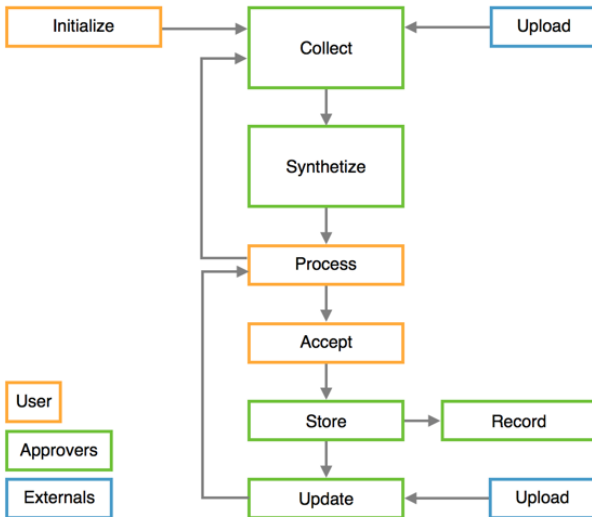 Initialize
Collect
Upload
Synthetize
Process
Accept
User
Store
Record
Approvers
Externals
Update
Upload